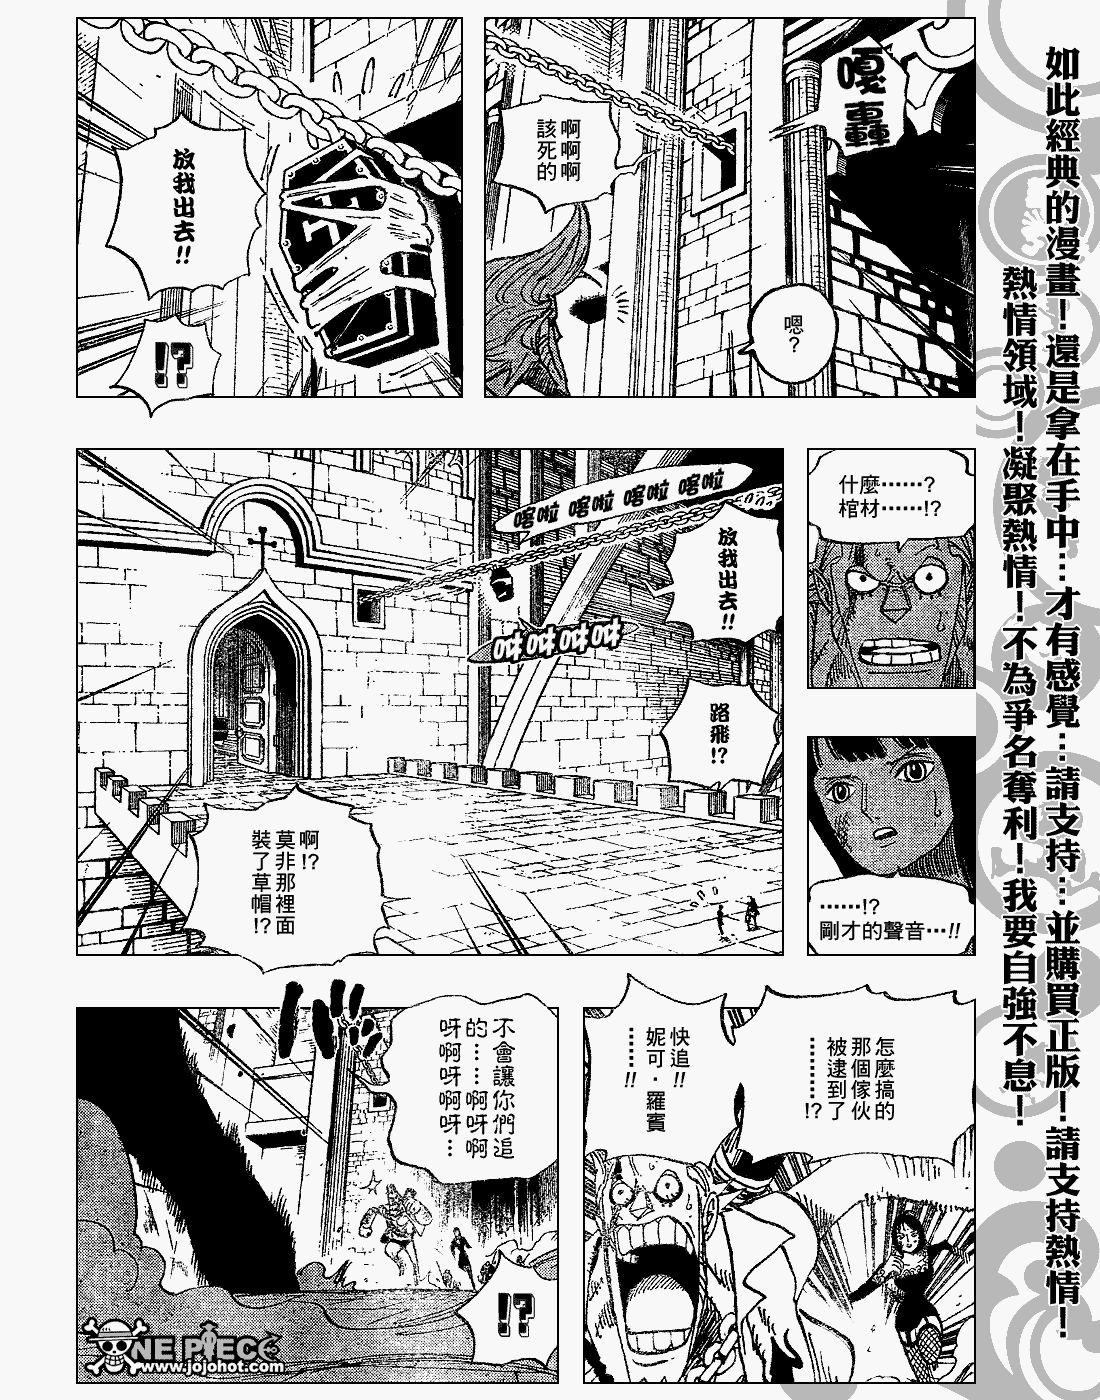 嘎轟
啊啊啊
該死的
嗯?
放我出去!!
!?
什麼……?
棺材……!?
喀啦 喀啦 喀啦 喀啦
放我出去!!
路飛!?
啊!?
莫非那裡面
裝了草帽!?
……!?
剛才的聲音…!!
怎麼搞的
那個傢伙
被逮到了
………!?
快追!!
妮可·羅賓
……!!
不會讓你們追
的……啊呀啊
呀啊呀啊呀…
!?
如此經典的漫畫!還是拿在手中…才有感覺…請支持…並購買正版!請支持熱情!
熱情領域!凝聚熱情!不為爭名奪利!我要自強不息!
ONE PIECE
www.jojohot.com